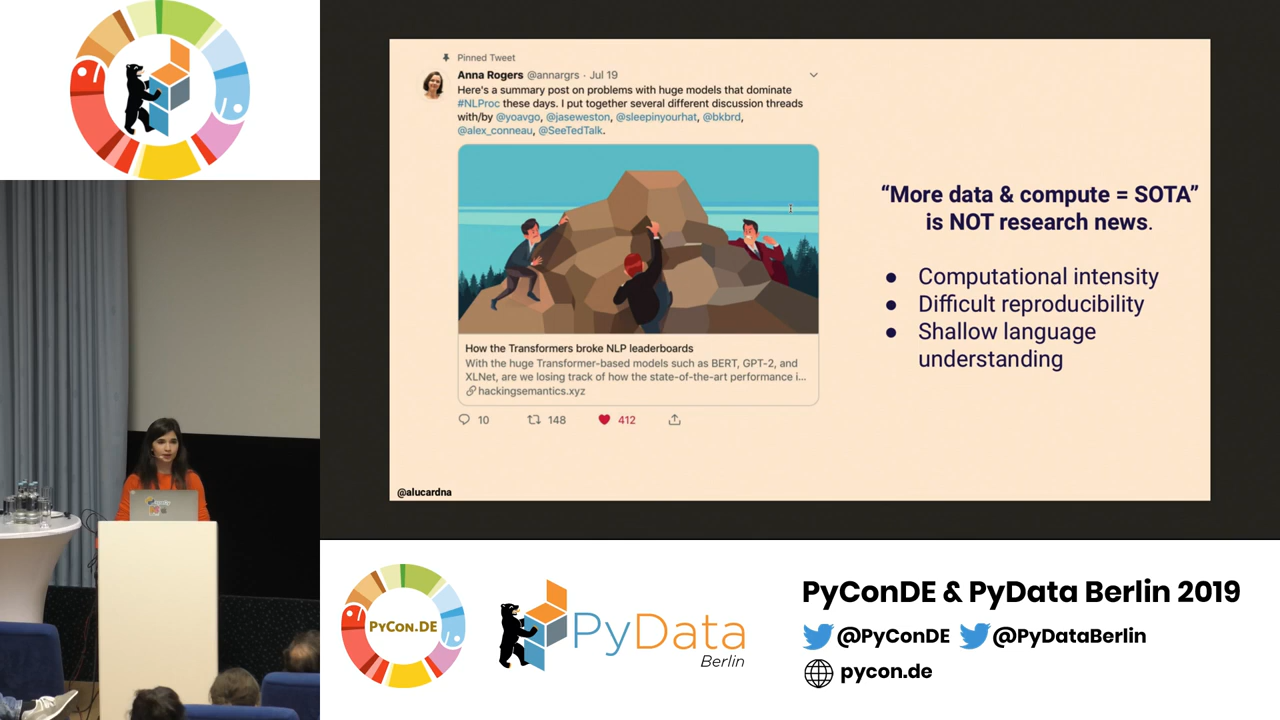 Pinned Tweet
Anna Rogers @annargrs · Jul 19
Here's a summary post on problems with huge models that dominate
#NLProc these days. I put together several different discussion threads
with/by @yoavgo, @jaseweston, @sleepinyourhat, @bkbrd,
@alex_conneau, @SeeTedTalk.
How the Transformers broke NLP leaderboards
With the huge Transformer-based models such as BERT, GPT-2, and
XLNet, are we losing track of how the state-of-the-art performance i...
hackingsemantics.xyz
10 148 412
“More data & compute = SOTA”
is NOT research news.
● Computational intensity
● Difficult reproducibility
● Shallow language
understanding
@alucardna
PYCON.DE
PyData
Berlin
PyConDE & PyData Berlin 2019
@PyConDE @PyDataBerlin
pycon.de